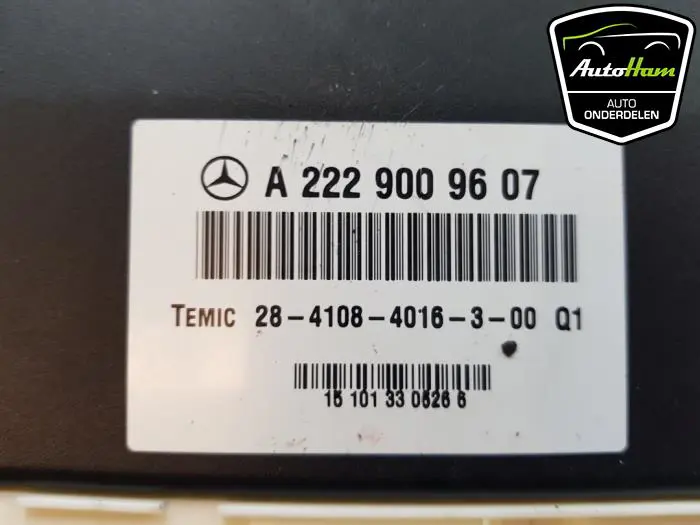 AutoHam
AUTO
ONDERDELEN
A 222 900 96 07
TEMIC 28-4108-4016-3-00 Q1
15 101 33 0526 6